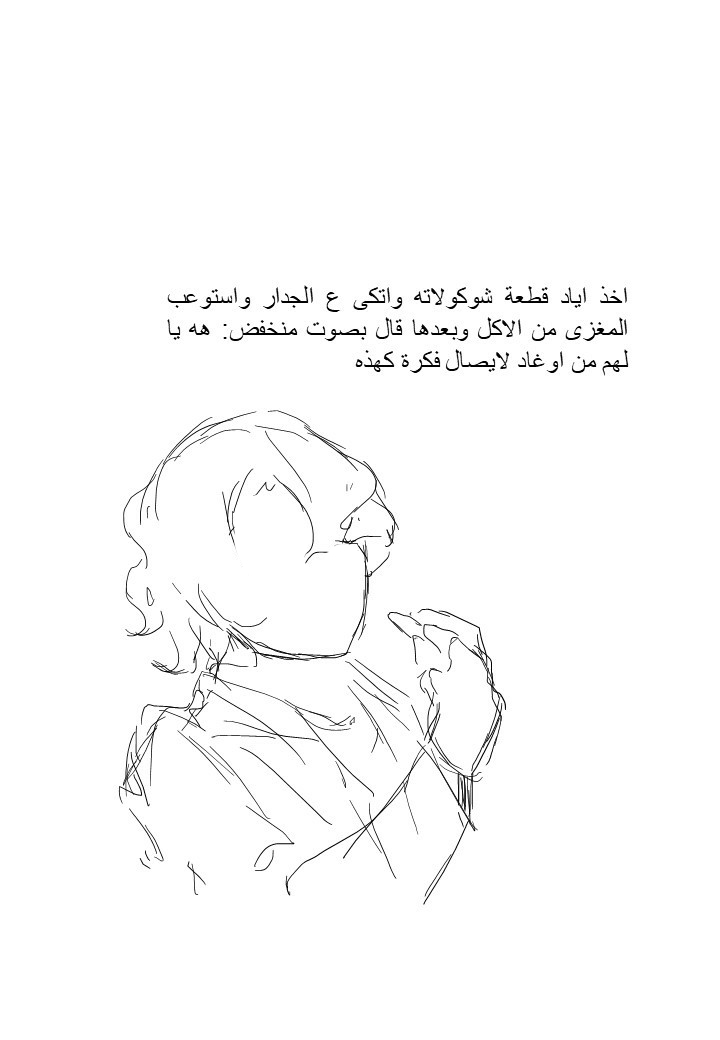 اخذ اياد قطعة شوكولاته واتكى ع الجدار واستوعب
المغزى من الاكل وبعدها قال بصوت منخفض: هه يا
لهم من اوغاد لايصال فكرة كهذه